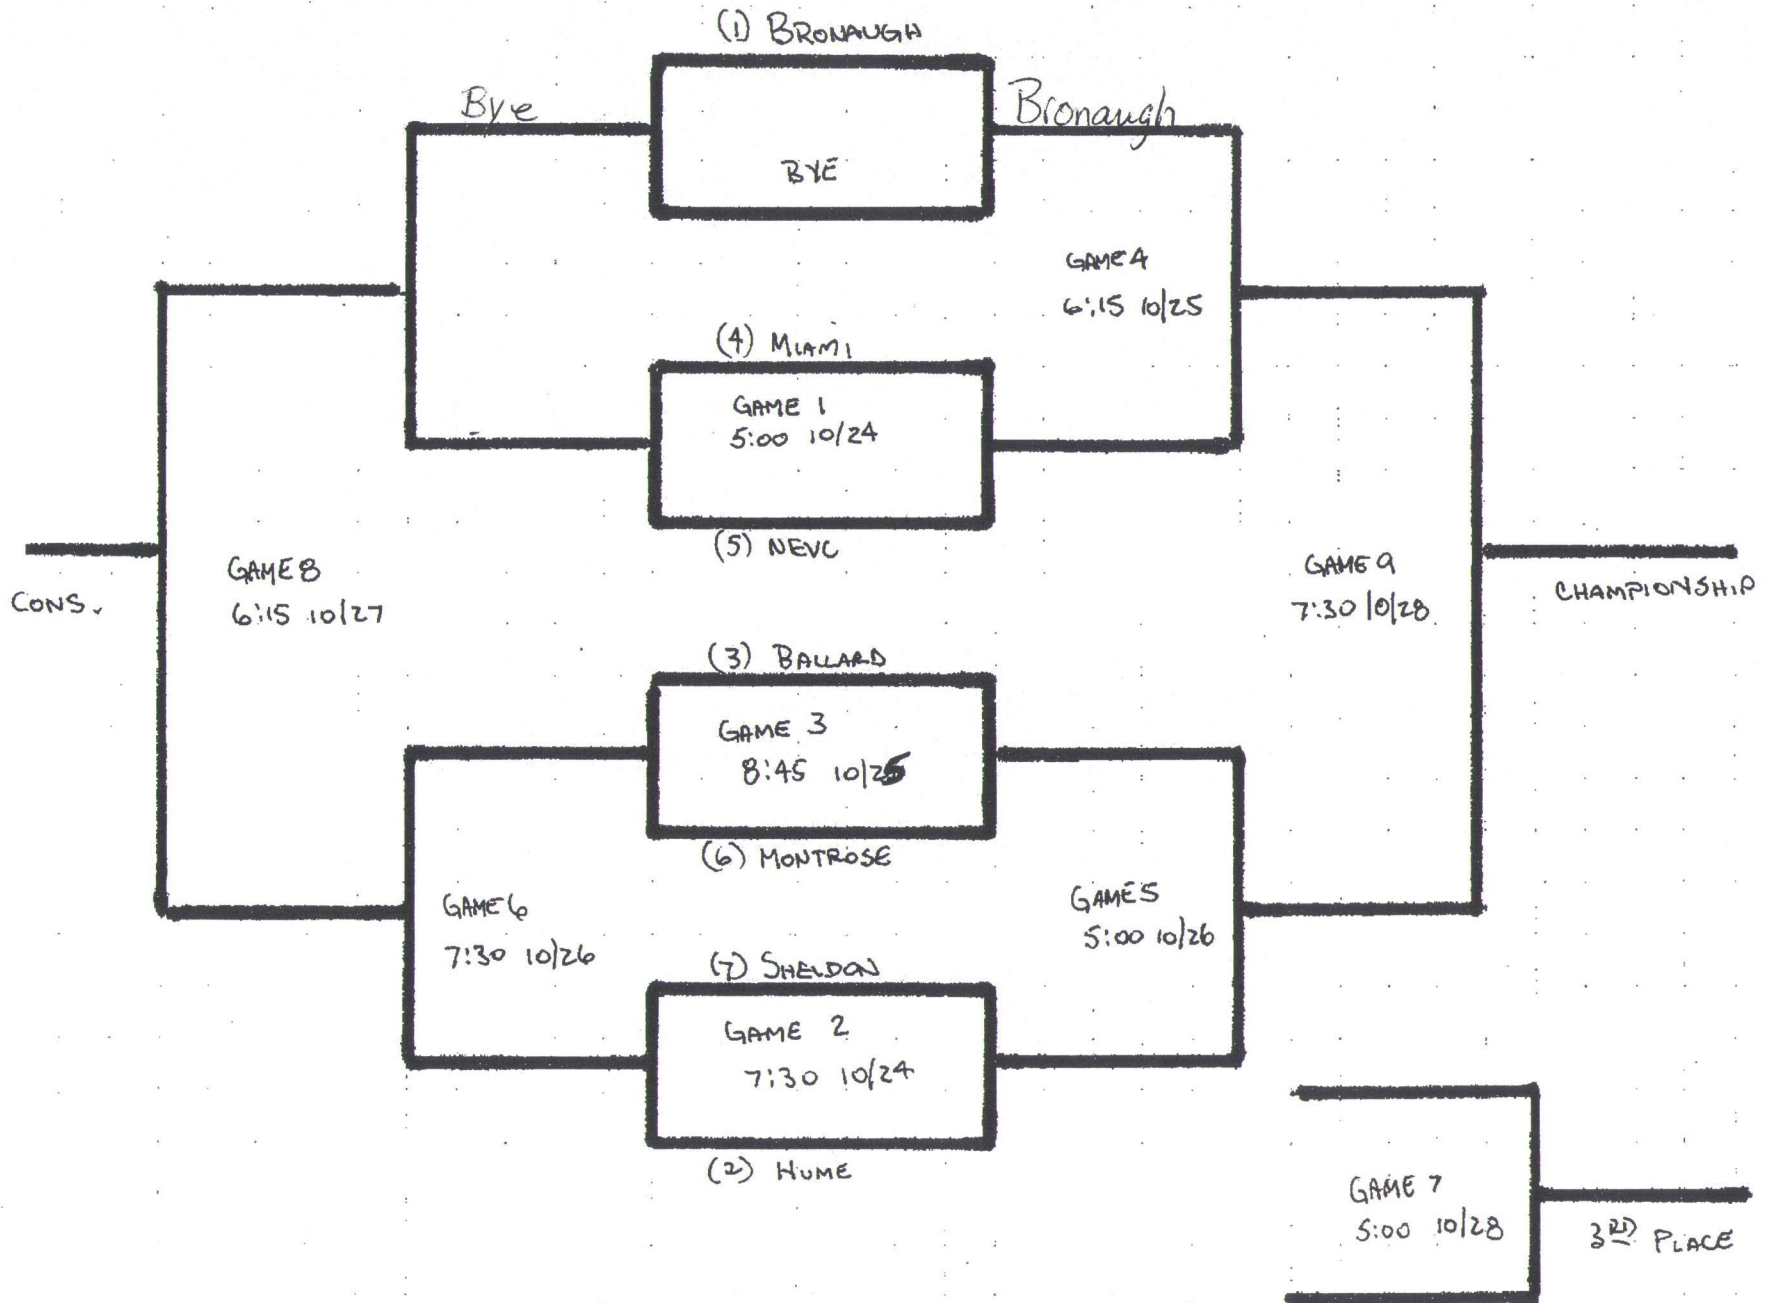 (1) BRONAUGH
Bye
Bronaugh
BYE
GAME 4
6:15 10/25
(4) MIAMI
GAME 1
5:00 10/24
(5) NEVC
GAME 8
6:15 10/27
CONS.
GAME 9
7:30 10/28
CHAMPIONSHIP
(3) BALLARD
GAME 3
8:45 10/25
(6) MONTROSE
GAME 6
7:30 10/26
GAME 5
5:00 10/26
(7) SHELDON
GAME 2
7:30 10/24
(2) HUME
GAME 7
5:00 10/28
3RD PLACE